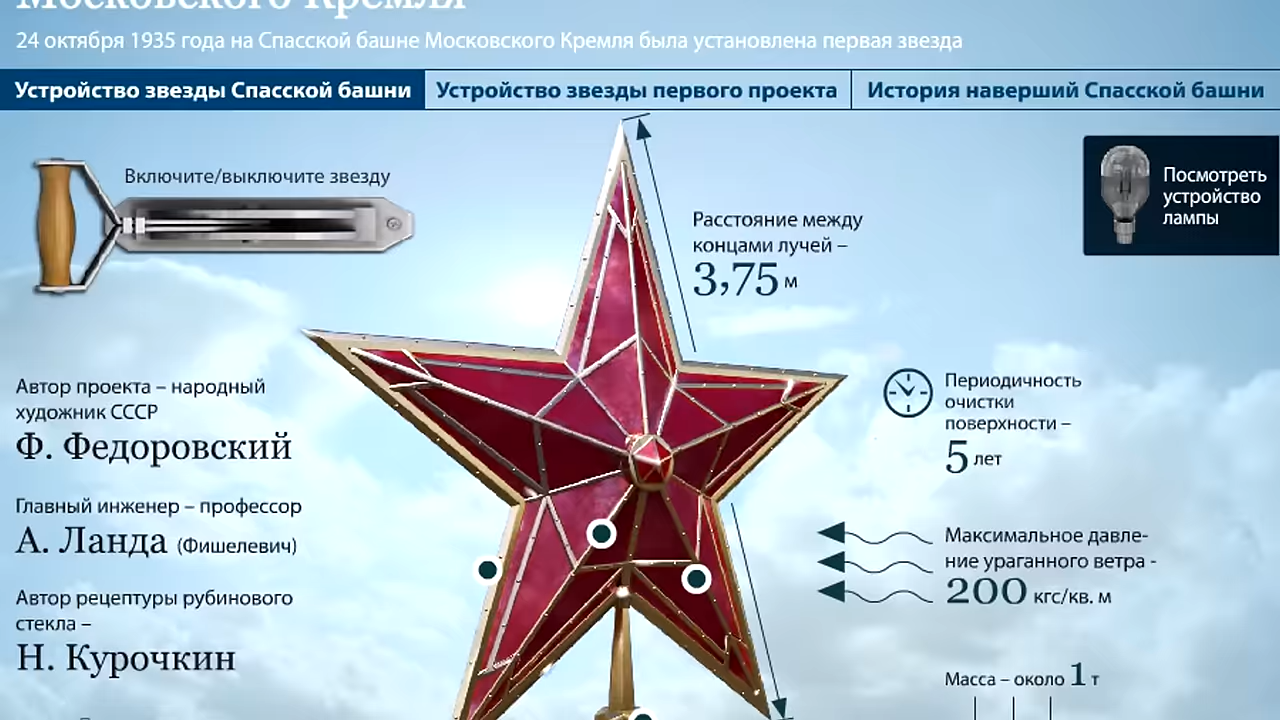 Московского Кремля
24 октября 1935 года на Спасской башне Московского Кремля была установлена первая звезда
Устройство звезды Спасской башни
Устройство звезды первого проекта
История наверший Спасской башни
Включите/выключите звезду
Посмотреть
устройство
лампы
Расстояние между
концами лучей –
3,75 м
Автор проекта – народный
художник СССР
Ф. Федоровский
Периодичность
очистки
поверхности –
5 лет
Главный инженер – профессор
А. Ланда (Фишелевич)
Максимальное давле-
ние ураганного ветра -
200 кгс/кв. м
Автор рецептуры рубинового
стекла –
Н. Курочкин
Масса – около 1 т